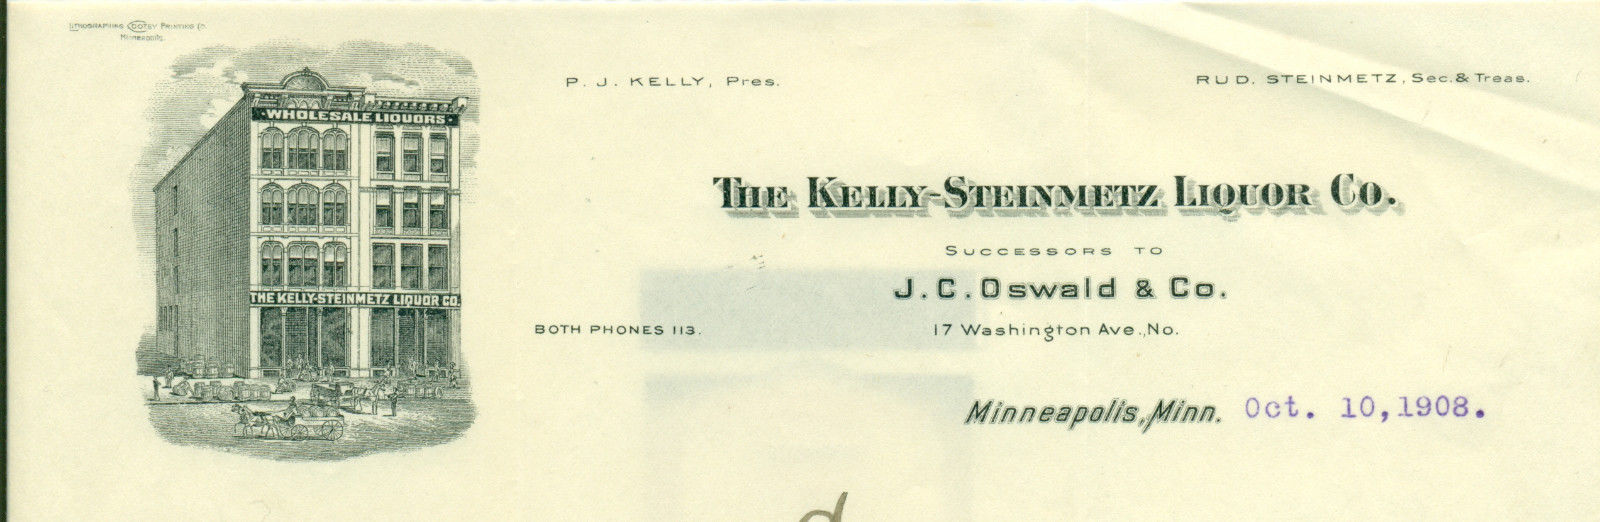 Lithographing Cootey Printing Co.
Minneapolis.
P. J. KELLY, Pres.
RUD. STEINMETZ, Sec. & Treas.
WHOLESALE LIQUORS
THE KELLY-STEINMETZ LIQUOR CO.
THE KELLY-STEINMETZ LIQUOR CO.
SUCCESSORS TO
J. C. Oswald & Co.
BOTH PHONES 113.
17 Washington Ave., No.
Minneapolis, Minn. Oct. 10, 1908.